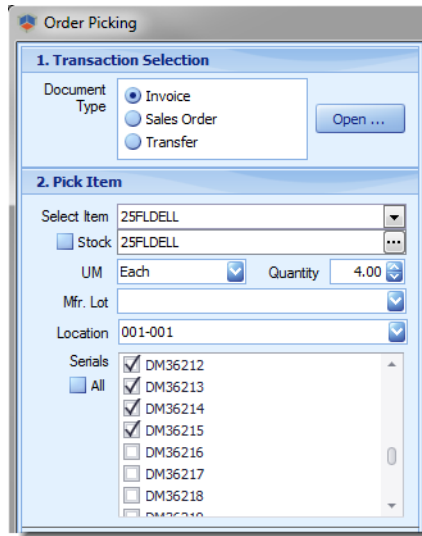 Order Picking
1. Transaction Selection
Document Type
Invoice
Sales Order
Transfer
Open ...
2. Pick Item
Select Item 25FLDELL
Stock 25FLDELL ...
UM Each Quantity 4.00
Mfr. Lot
Location 001-001
Serials
All
DM36212
DM36213
DM36214
DM36215
DM36216
DM36217
DM36218